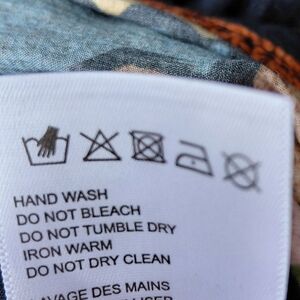 HAND WASH
DO NOT BLEACH
DO NOT TUMBLE DRY
IRON WARM
DO NOT DRY CLEAN
LAVAGE DES MAINS